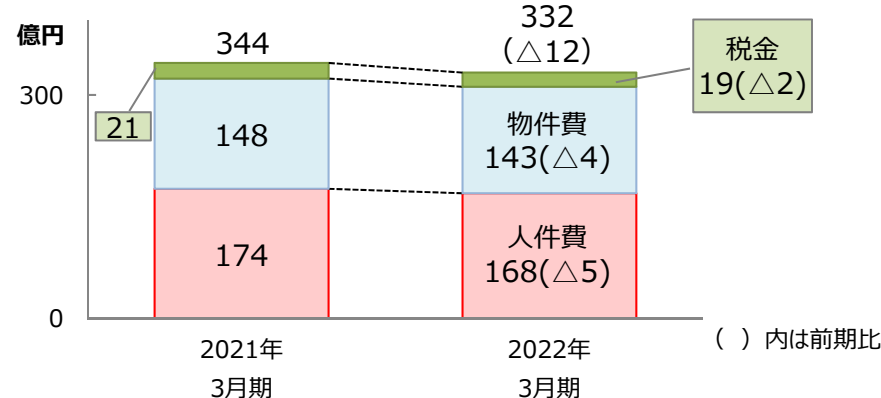 億円
344
332
(△12)
税金
19(△2)
300
21
148
物件費
143(△4)
174
人件費
168(△5)
0
2021年
3月期
2022年
3月期
( )内は前期比